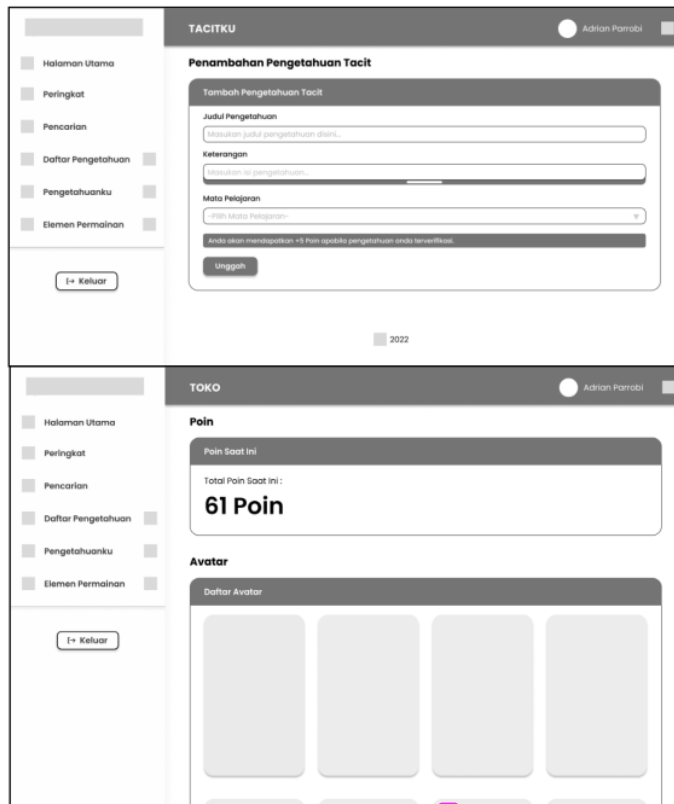 TACITKU
Adrian Parrobi
Halaman Utama
Peringkat
Pencarian
Daftar Pengetahuan
Pengetahuanku
Elemen Permainan
Keluar
Penambahan Pengetahuan Tacit
Tambah Pengetahuan Tacit
Judul Pengetahuan
Masukan judul pengetahuan disini...
Keterangan
Masukan isi pengetahuan...
Mata Pelajaran
-Pilih Mata Pelajaran-
Anda akan mendapatkan +5 Poin apabila pengetahuan anda terverifikasi.
Unggah
2022
TOKO
Adrian Parrobi
Halaman Utama
Peringkat
Pencarian
Daftar Pengetahuan
Pengetahuanku
Elemen Permainan
Keluar
Poin
Poin Saat Ini
Total Poin Saat Ini :
61 Poin
Avatar
Daftar Avatar